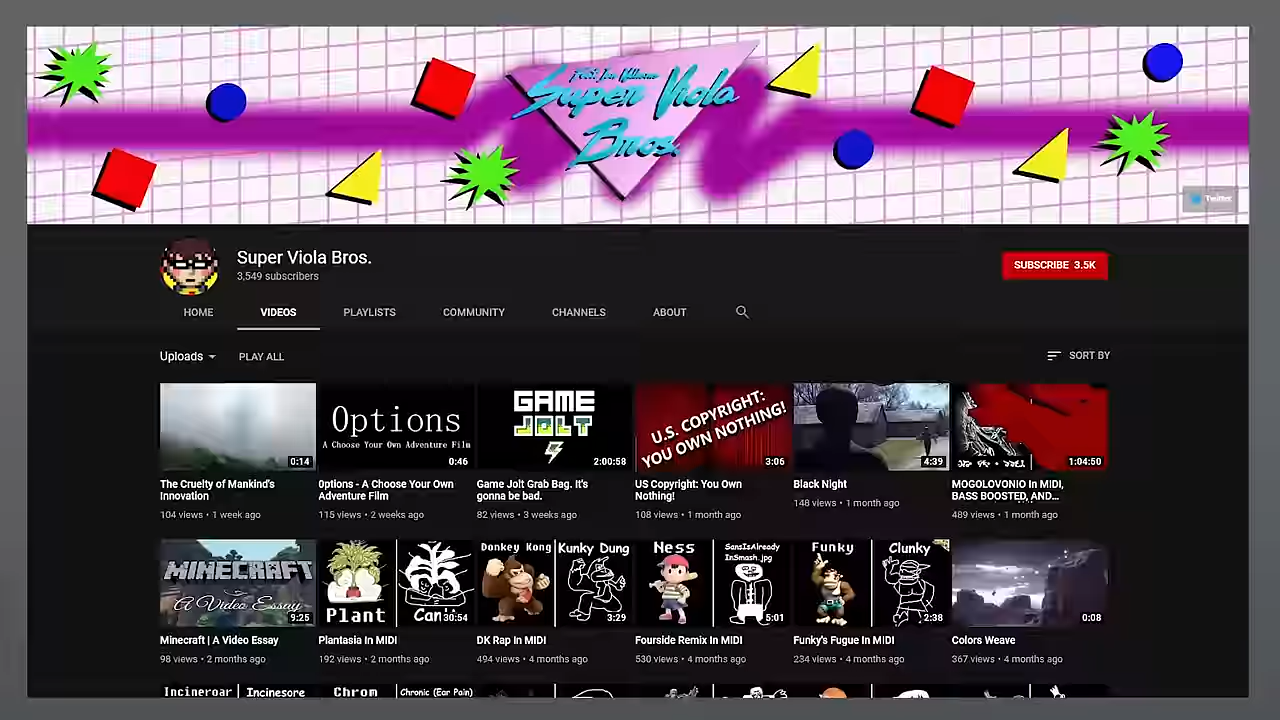 Super Viola
Bros.
Twitter
Super Viola Bros.
3,549 subscribers
SUBSCRIBE 3.5K
HOME VIDEOS PLAYLISTS COMMUNITY CHANNELS ABOUT
Uploads PLAY ALL SORT BY
0:14
Options
A Choose Your Own Adventure Film
0:46
GAME
JOLT
2:00:58
U.S. COPYRIGHT:
YOU OWN NOTHING!
3:06
4:39
1:04:50
The Cruelty of Mankind's
Innovation
104 views • 1 week ago
0ptions - A Choose Your Own
Adventure Film
115 views • 2 weeks ago
Game Jolt Grab Bag. It's
gonna be bad.
82 views • 3 weeks ago
US Copyright: You Own
Nothing!
108 views • 1 month ago
Black Night
148 views • 1 month ago
MOGOLOVONIO In MIDI,
BASS BOOSTED, AND...
489 views • 1 month ago
MINECRAFT
A Video Essay
9:25
Plant
30:54
Donkey Kong Kunky Dung
3:29
Ness SansIsAlready
InSmash.jpg
5:01
Funky Clunky
2:38
0:08
Minecraft | A Video Essay
98 views • 2 months ago
Plantasia In MIDI
192 views • 2 months ago
DK Rap In MIDI
494 views • 4 months ago
Fourside Remix In MIDI
530 views • 4 months ago
Funky's Fugue In MIDI
234 views • 4 months ago
Colors Weave
367 views • 4 months ago
Incineroar Incinesore Chrom Chronic (Ear Pain)